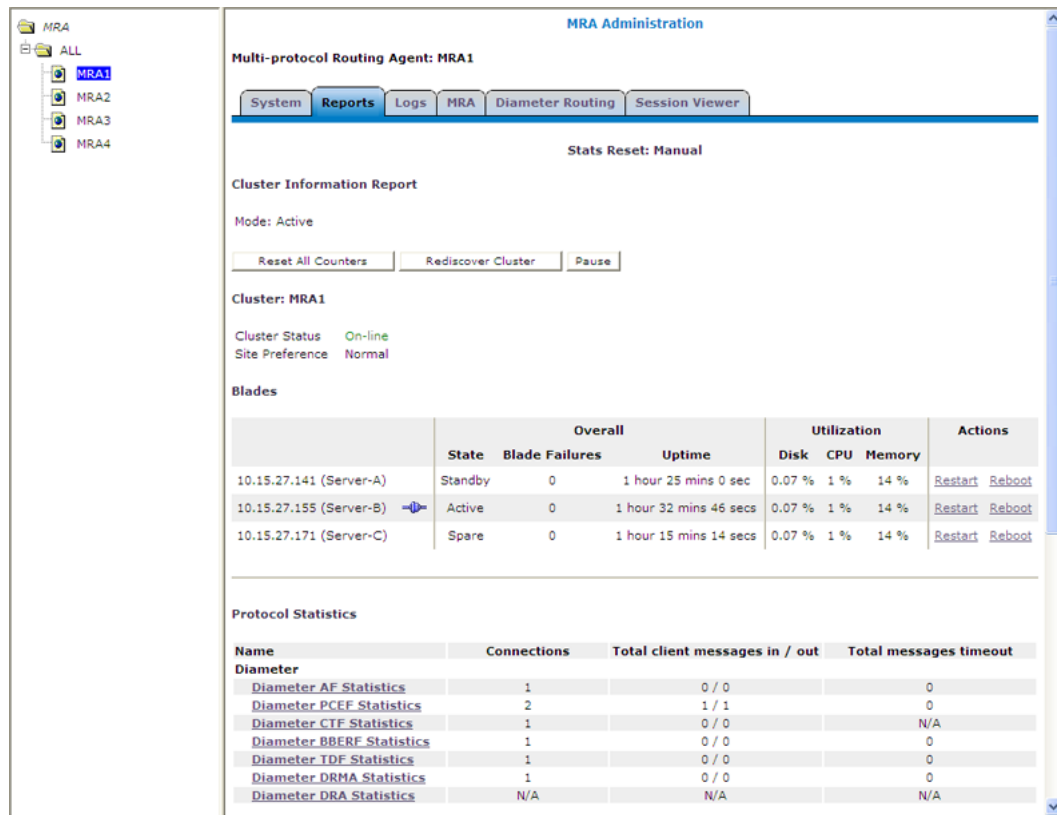 MRA
ALL
MRA1
MRA2
MRA3
MRA4
MRA Administration
Multi-protocol Routing Agent: MRA1
System Reports Logs MRA Diameter Routing Session Viewer
Stats Reset: Manual
Cluster Information Report
Mode: Active
Reset All Counters Rediscover Cluster Pause
Cluster: MRA1
Cluster Status On-line
Site Preference Normal
Blades
Overall Utilization Actions
State Blade Failures Uptime Disk CPU Memory
10.15.27.141 (Server-A) Standby 0 1 hour 25 mins 0 sec 0.07 % 1 % 14 % Restart Reboot
10.15.27.155 (Server-B) Active 0 1 hour 32 mins 46 secs 0.07 % 1 % 14 % Restart Reboot
10.15.27.171 (Server-C) Spare 0 1 hour 15 mins 14 secs 0.07 % 1 % 14 % Restart Reboot
Protocol Statistics
Name Connections Total client messages in / out Total messages timeout
Diameter
Diameter AF Statistics 1 0 / 0 0
Diameter PCEF Statistics 2 1 / 1 0
Diameter CTF Statistics 1 0 / 0 N/A
Diameter BBERF Statistics 1 0 / 0 0
Diameter TDF Statistics 1 0 / 0 0
Diameter DRMA Statistics 1 0 / 0 0
Diameter DRA Statistics N/A N/A N/A